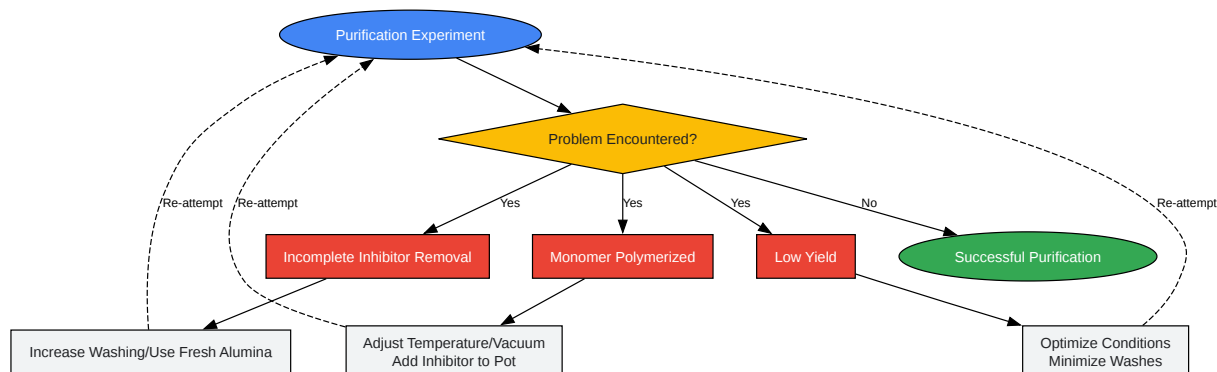 Purification Experiment
Problem Encountered?
Re-attempt
Re-attempt
Yes
Yes
Yes
No
Re-attempt
Incomplete Inhibitor Removal
Monomer Polymerized
Low Yield
Successful Purification
Increase Washing/Use Fresh Alumina
Adjust Temperature/Vacuum
Add Inhibitor to Pot
Optimize Conditions
Minimize Washes